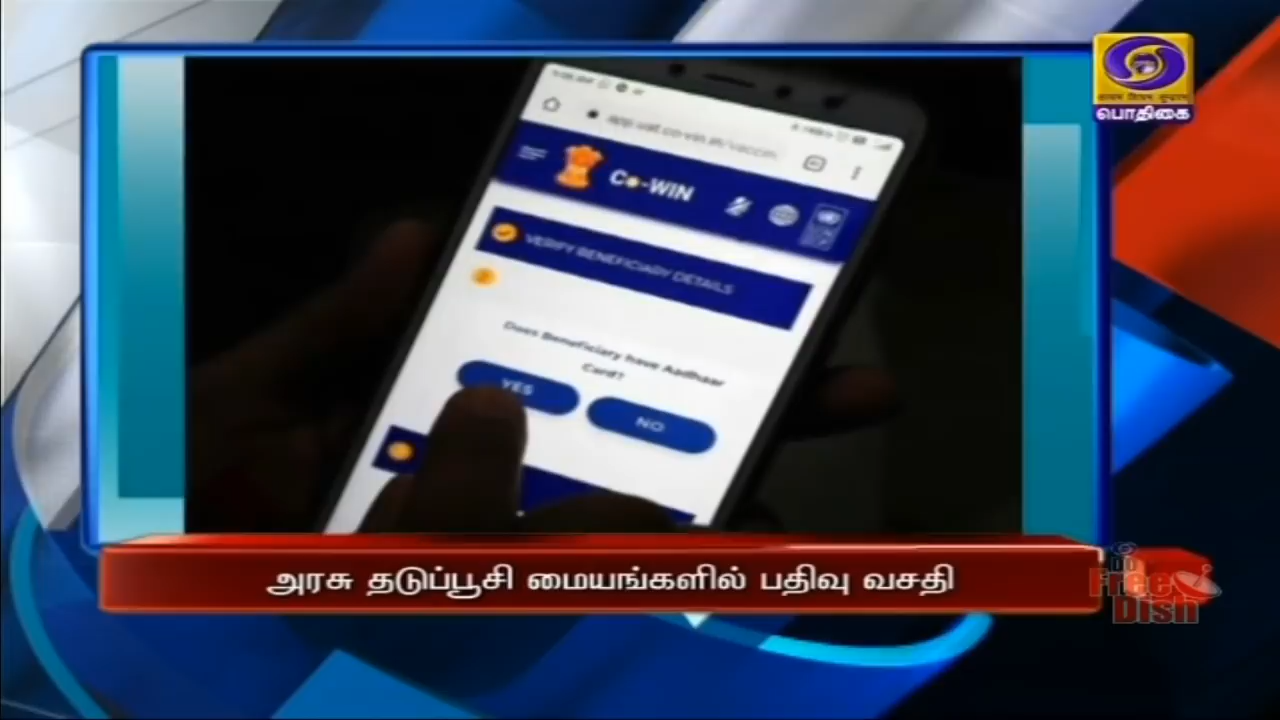 பொதிகை
Co-WIN
VERIFY BENEFICIARY DETAILS
Does Beneficiary have Aadhaar
Card?
YES
NO
அரசு தடுப்பூசி மையங்களில் பதிவு வசதி
DD
Free
Dish